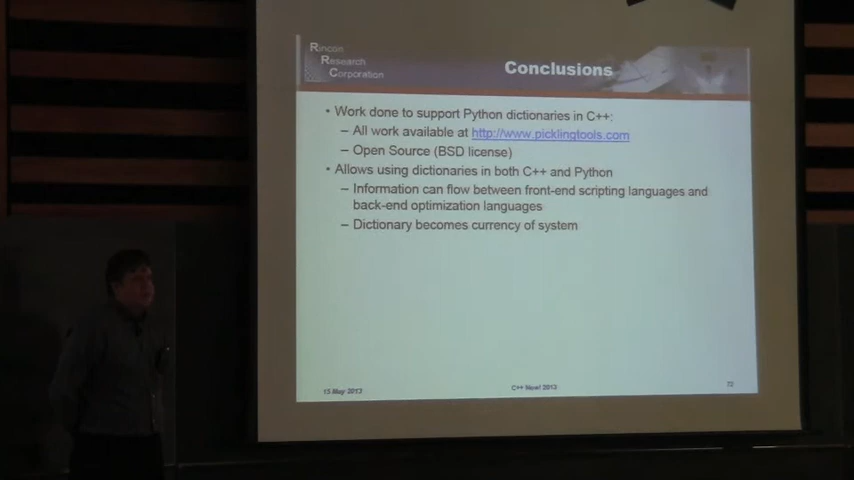 Rincon
Research
Corporation
Conclusions
• Work done to support Python dictionaries in C++:
– All work available at http://www.picklingtools.com
– Open Source (BSD license)
• Allows using dictionaries in both C++ and Python
– Information can flow between front-end scripting languages and
back-end optimization languages
– Dictionary becomes currency of system
15 May 2013
C++ Now! 2013
72